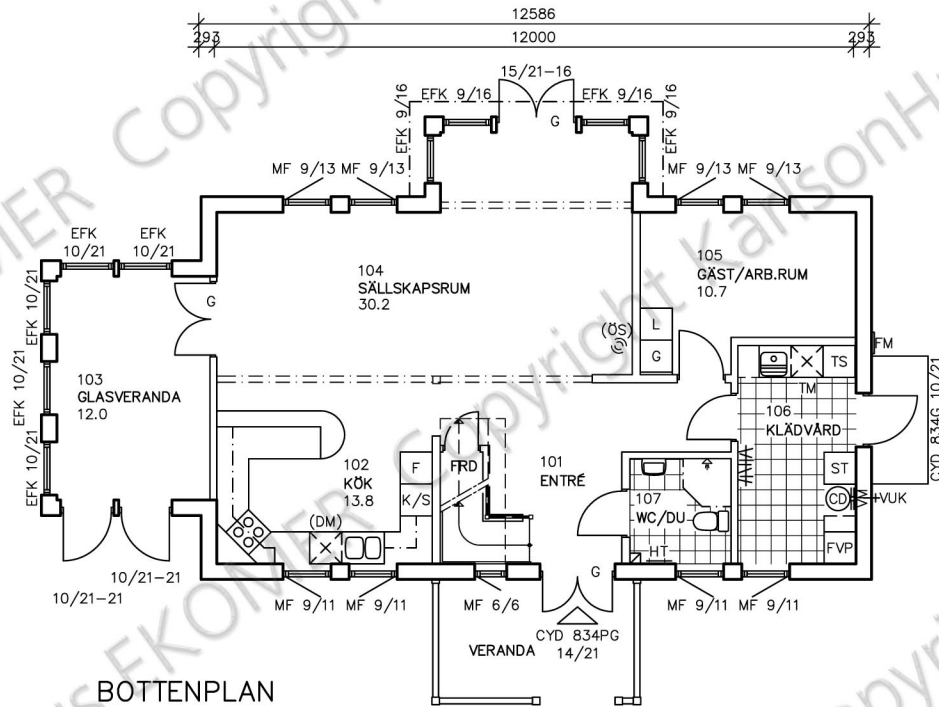 12586
293
12000
293
15/21-16
EFK 9/16
EFK 9/16
EFK 9/16
EFK 9/16
G
MF 9/13
MF 9/13
MF 9/13
MF 9/13
EFK
10/21
EFK
10/21
104
SÄLLSKAPSRUM
30.2
105
GÄST/ARB.RUM
10.7
G
(ÖS)
L
G
EFK 10/21
EFK 10/21
EFK 10/21
103
GLASVERANDA
12.0
FM
TS
TM
106
KLÄDVÅRD
CYD 834G 10/21
102
KÖK
13.8
F
K/S
FRD
101
ENTRÉ
107
WC/DU
HT
ST
CD
VM
VUK
FVP
(DM)
10/21-21
10/21-21
MF 9/11
MF 9/11
MF 6/6
G
CYD 834PG
14/21
MF 9/11
MF 9/11
VERANDA
BOTTENPLAN
EKOMER Copyright KarlsonHu